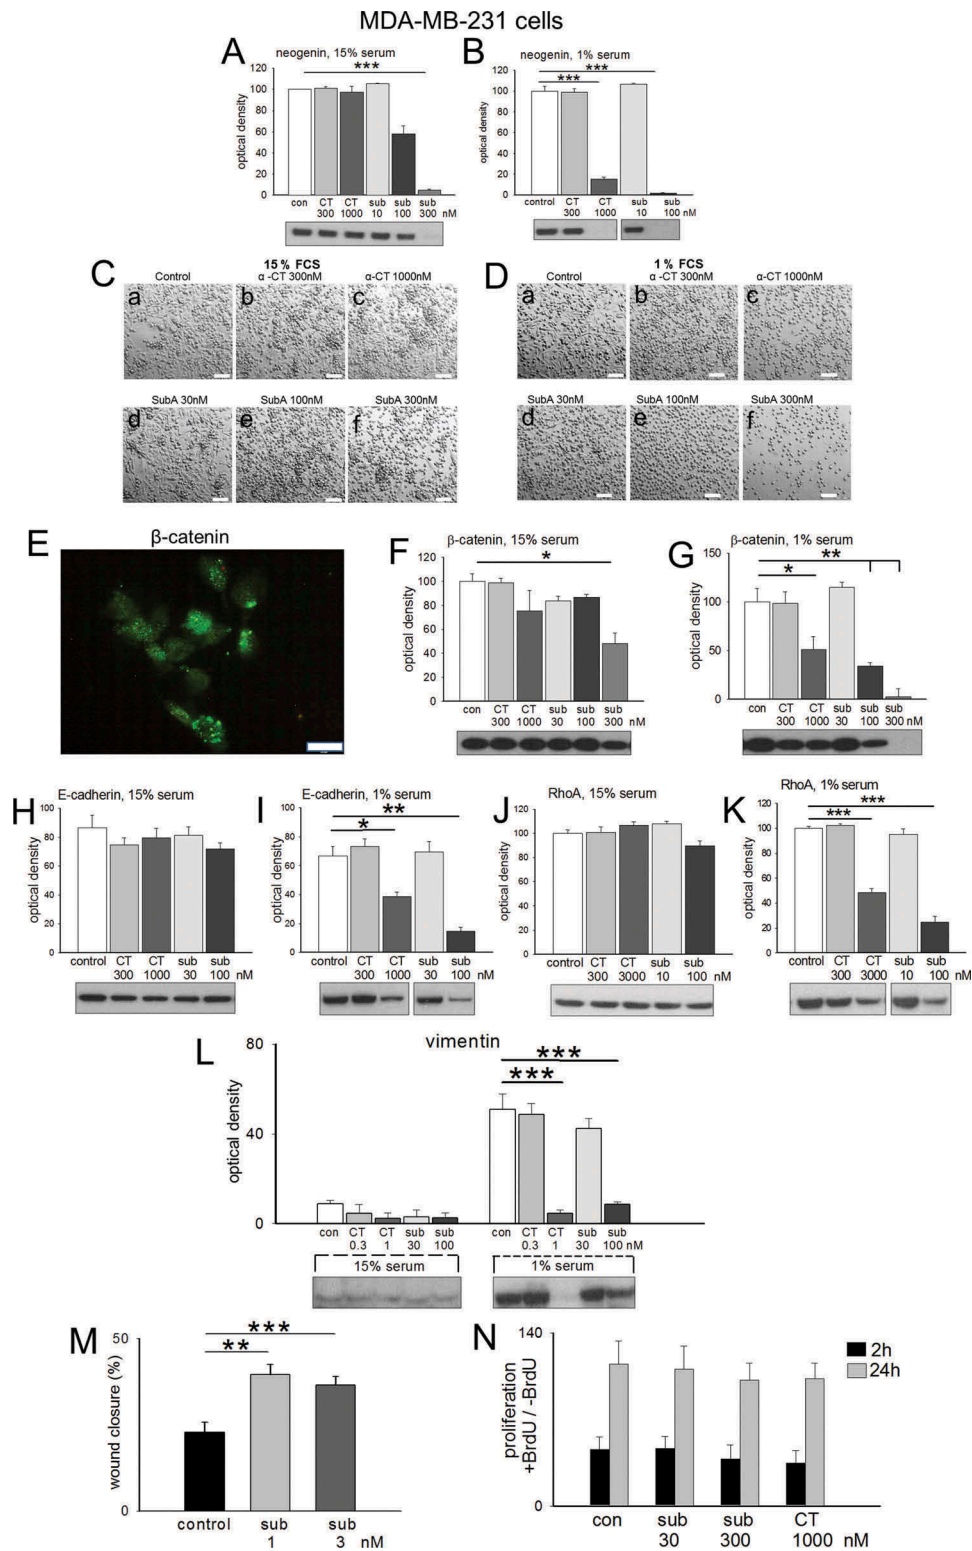 MDA-MB-231 cells
A
neogenin, 15% serum
***
optical density
120
100
80
60
40
20
0
con CT CT sub sub sub
300 1000 10 100 300 nM
B
neogenin, 1% serum
***
***
optical density
120
100
80
60
40
20
0
control CT CT sub sub
300 1000 10 100 nM
C
15% FCS
Control α-CT 300nM α-CT 1000nM
a b c
SubA 30nM SubA 100nM SubA 300nM
d e f
D
1% FCS
Control α-CT 300nM α-CT 1000nM
a b c
SubA 30nM SubA 100nM SubA 300nM
d e f
E
β-catenin
F
β-catenin, 15% serum
*
optical density
120
100
80
60
40
20
0
con CT CT sub sub sub
300 1000 30 100 300 nM
G
β-catenin, 1% serum
**
*
optical density
150
100
50
0
con CT CT sub sub sub
300 1000 30 100 300 nM
H
E-cadherin, 15% serum
optical density
100
80
60
40
20
0
control CT CT sub sub
300 1000 30 100 nM
I
E-cadherin, 1% serum
**
*
optical density
100
80
60
40
20
0
control CT CT sub sub
300 1000 30 100 nM
J
RhoA, 15% serum
optical density
120
100
80
60
40
20
0
control CT CT sub sub
300 3000 10 100 nM
K
RhoA, 1% serum
***
***
optical density
120
100
80
60
40
20
0
control CT CT sub sub
300 3000 10 100 nM
L
vimentin
***
***
optical density
80
40
0
con CT CT sub sub con CT CT sub sub
0.3 1 30 100 0.3 1 30 100 nM
15% serum 1% serum
M
***
**
wound closure (%)
50
0
control sub sub
1 3 nM
N
2h
24h
proliferation
+BrdU / -BrdU
140
0
con sub sub CT
30 300 1000 nM